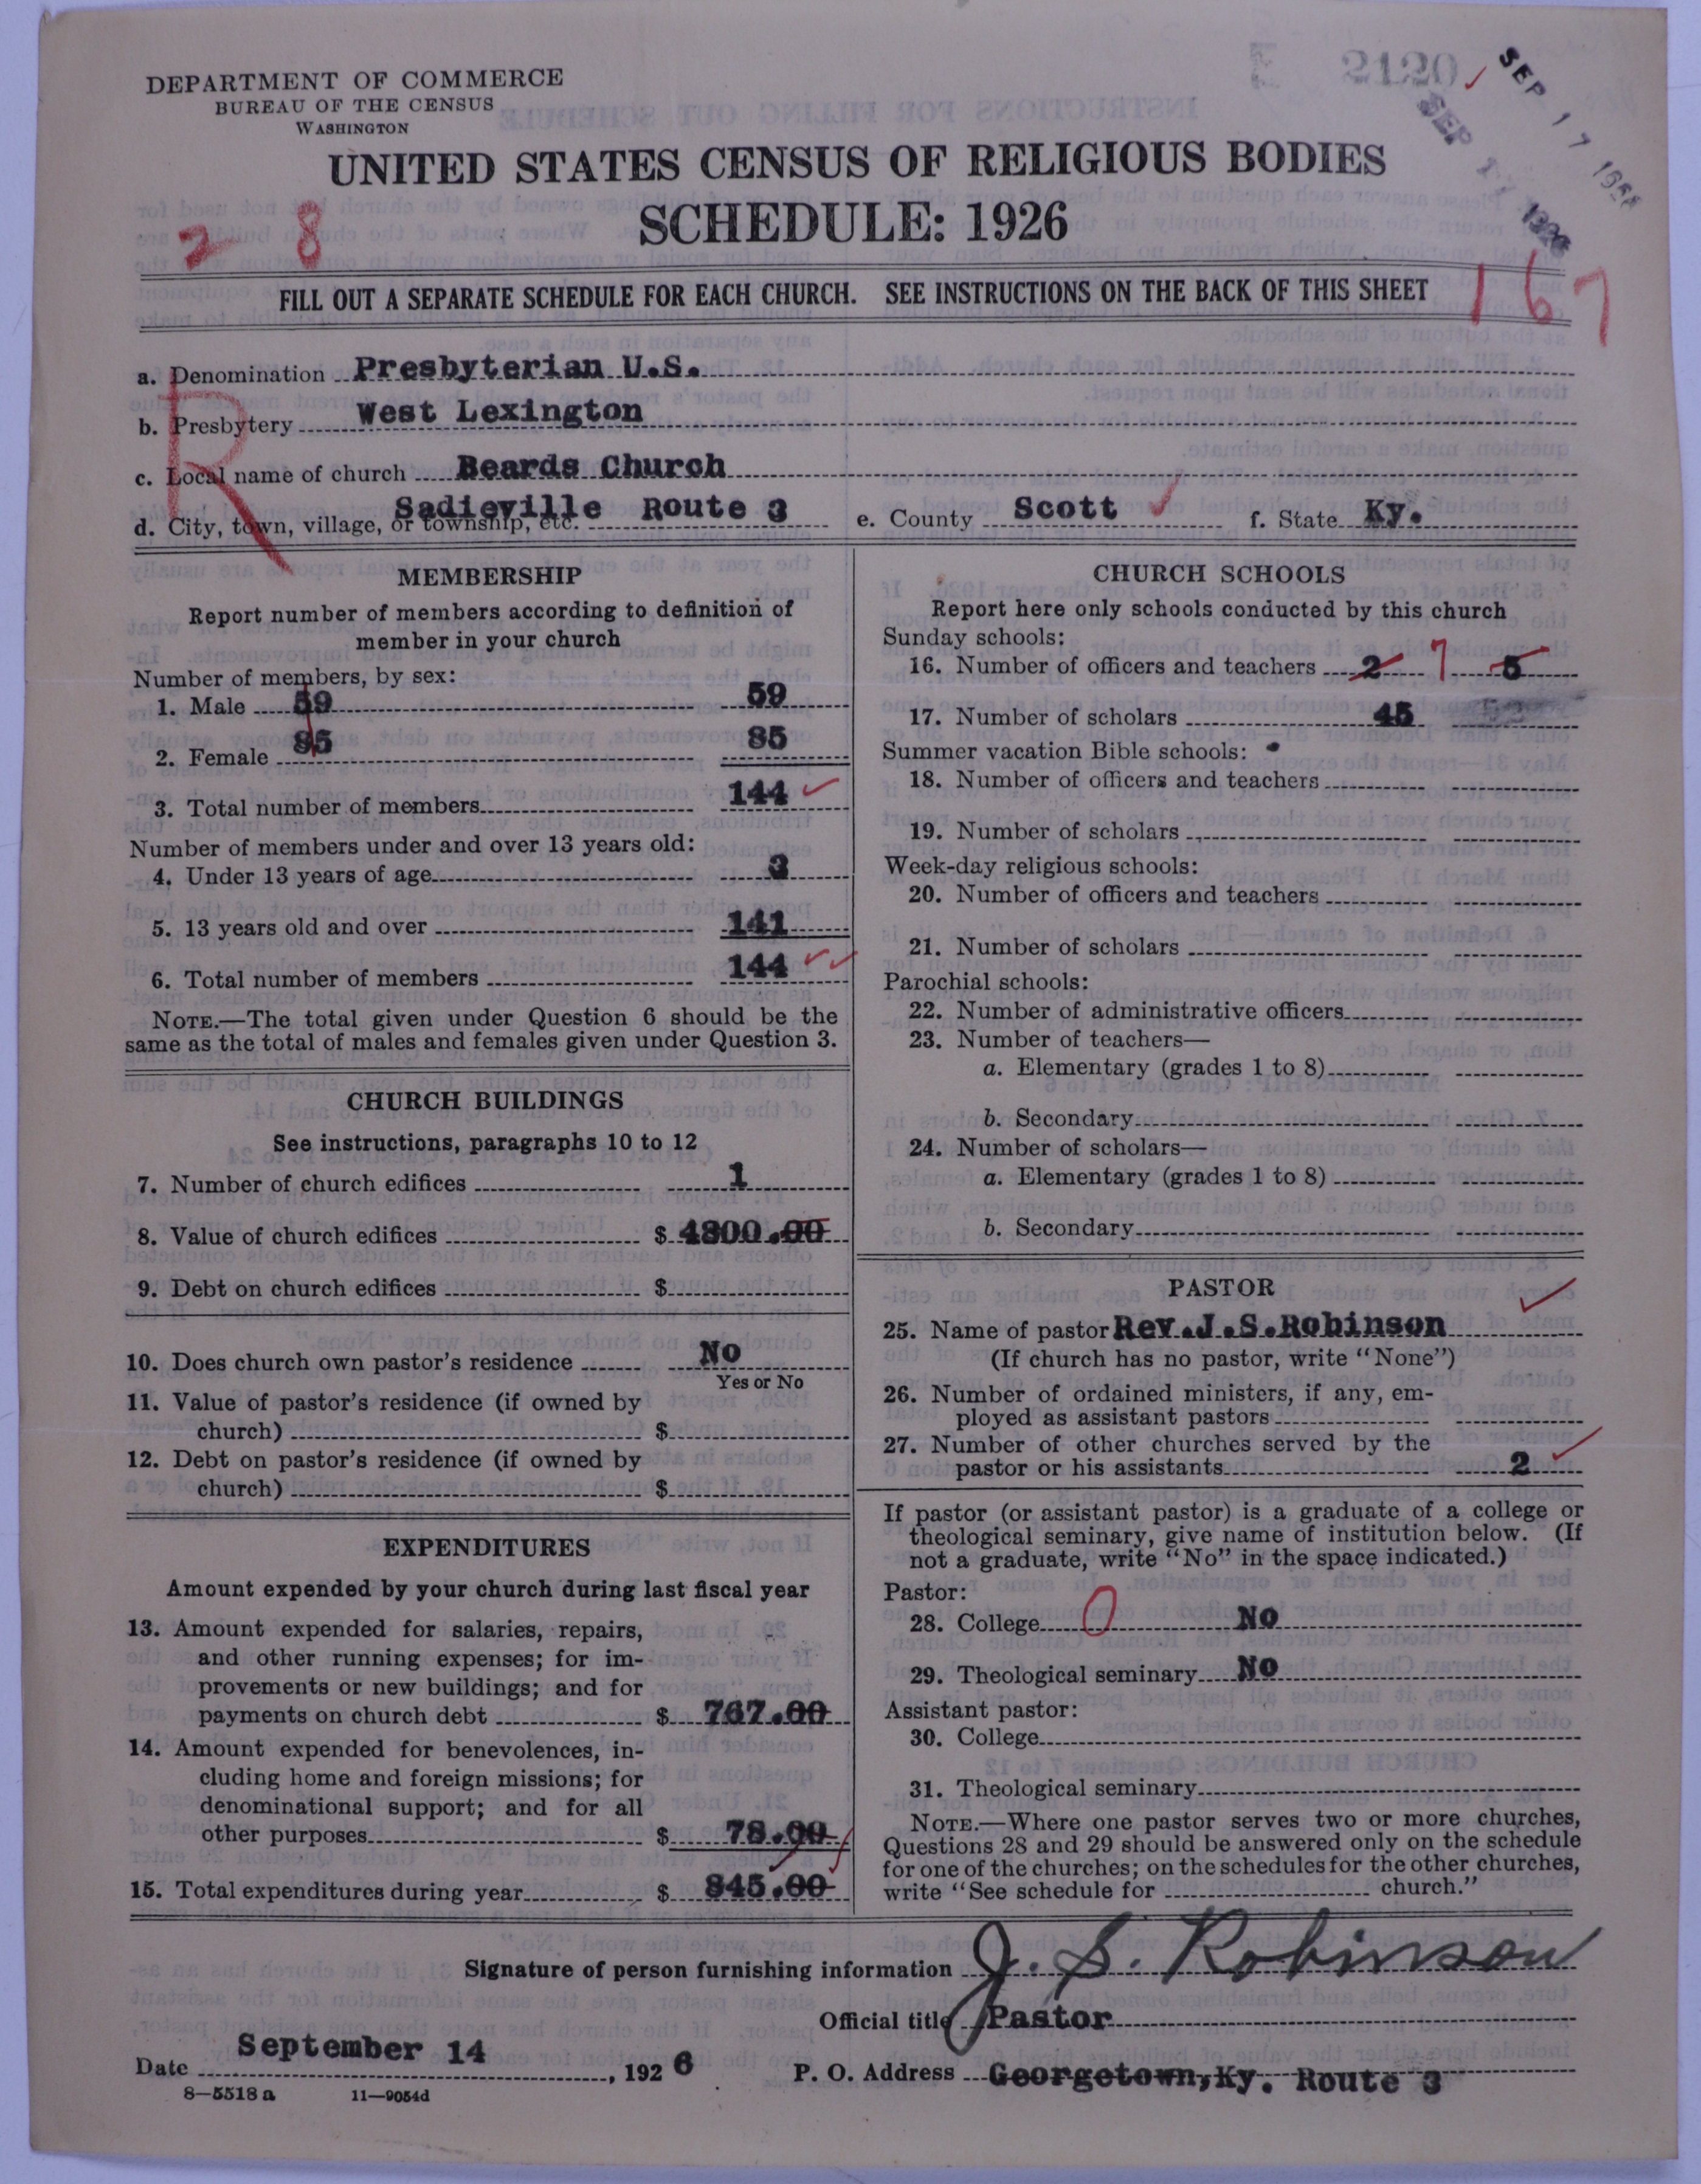 2120
SEP 17 1926
SEP 17 1926
DEPARTMENT OF COMMERCE
BUREAU OF THE CENSUS
WASHINGTON
UNITED STATES CENSUS OF RELIGIOUS BODIES
SCHEDULE: 1926
2 8
FILL OUT A SEPARATE SCHEDULE FOR EACH CHURCH. SEE INSTRUCTIONS ON THE BACK OF THIS SHEET
167
R
a. Denomination Presbyterian U.S.
b. Presbytery West Lexington
c. Local name of church Beards Church
d. City, town, village, or township, etc. Sadieville Route 3 e. County Scott f. State Ky.
MEMBERSHIP
Report number of members according to definition of
member in your church
Number of members, by sex:
1. Male 59 59
2. Female 85 85
3. Total number of members 144
Number of members under and over 13 years old:
4. Under 13 years of age 3
5. 13 years old and over 141
6. Total number of members 144
NOTE.—The total given under Question 6 should be the
same as the total of males and females given under Question 3.
CHURCH BUILDINGS
See instructions, paragraphs 10 to 12
7. Number of church edifices 1
8. Value of church edifices $ 4800.00
9. Debt on church edifices $
10. Does church own pastor's residence No
Yes or No
11. Value of pastor's residence (if owned by
church) $
12. Debt on pastor's residence (if owned by
church) $
EXPENDITURES
Amount expended by your church during last fiscal year
13. Amount expended for salaries, repairs,
and other running expenses; for im-
provements or new buildings; and for
payments on church debt $ 767.00
14. Amount expended for benevolences, in-
cluding home and foreign missions; for
denominational support; and for all
other purposes $ 78.00
15. Total expenditures during year $ 845.00
CHURCH SCHOOLS
Report here only schools conducted by this church
Sunday schools:
16. Number of officers and teachers 2 7 5
17. Number of scholars 45
Summer vacation Bible schools:
18. Number of officers and teachers
19. Number of scholars
Week-day religious schools:
20. Number of officers and teachers
21. Number of scholars
Parochial schools:
22. Number of administrative officers
23. Number of teachers—
a. Elementary (grades 1 to 8)
b. Secondary
24. Number of scholars—
a. Elementary (grades 1 to 8)
b. Secondary
PASTOR
25. Name of pastor Rev.J.S.Robinson
(If church has no pastor, write "None")
26. Number of ordained ministers, if any, em-
ployed as assistant pastors
27. Number of other churches served by the
pastor or his assistants 2
If pastor (or assistant pastor) is a graduate of a college or
theological seminary, give name of institution below. (If
not a graduate, write "No" in the space indicated.)
Pastor:
28. College 0 No
29. Theological seminary No
Assistant pastor:
30. College
31. Theological seminary
NOTE.—Where one pastor serves two or more churches,
Questions 28 and 29 should be answered only on the schedule
for one of the churches; on the schedules for the other churches,
write "See schedule for church."
Signature of person furnishing information J. S. Robinson
Official title Pastor
Date September 14, 1926 P. O. Address Georgetown,Ky. Route 3
8—5518 a 11—9054d